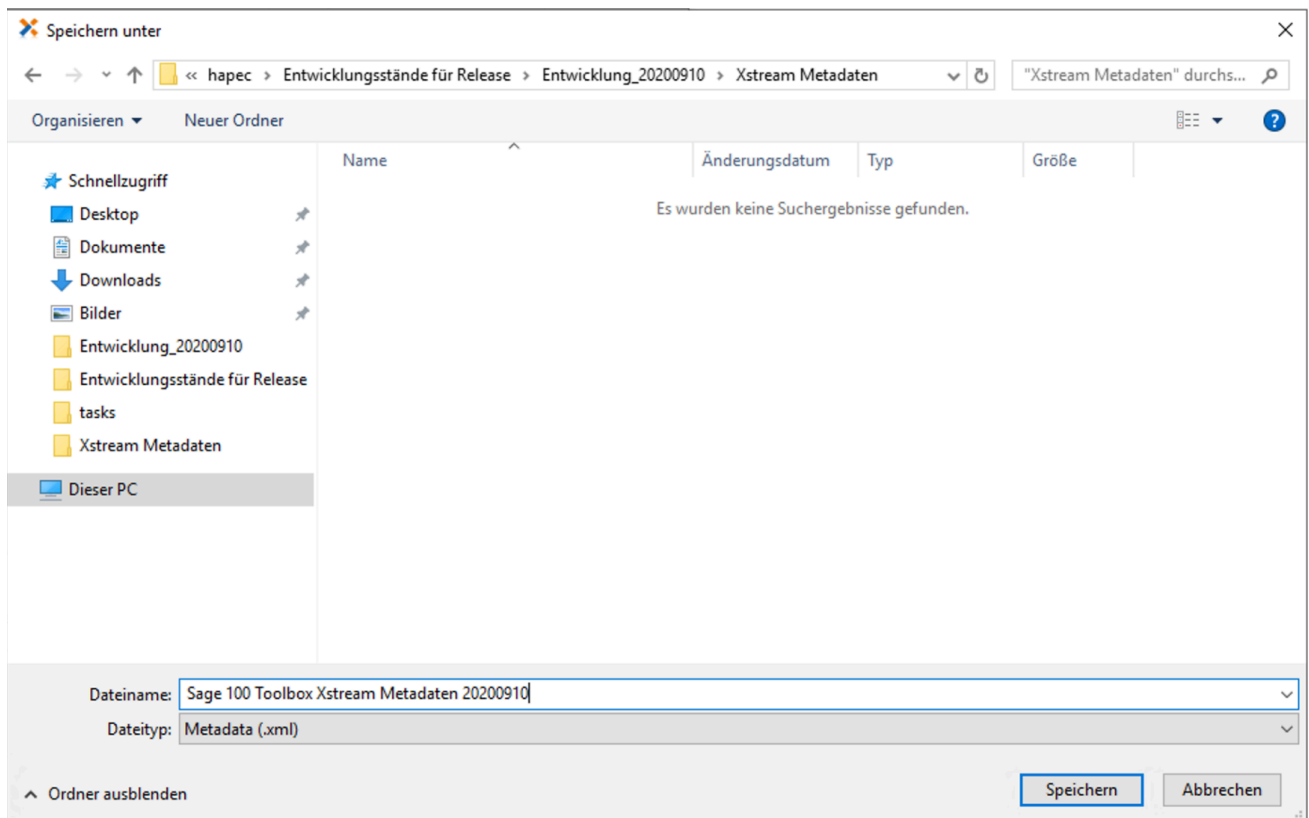 Speichern unter
« hapec > Entwicklungsstände für Release > Entwicklung_20200910 > Xstream Metadaten
"Xstream Metadaten" durchs...
Organisieren Neuer Ordner
?
Name Änderungsdatum Typ Größe
Es wurden keine Suchergebnisse gefunden.
Schnellzugriff
Desktop
Dokumente
Downloads
Bilder
Entwicklung_20200910
Entwicklungsstände für Release
tasks
Xstream Metadaten
Dieser PC
Dateiname: Sage 100 Toolbox Xstream Metadaten 20200910
Dateityp: Metadata (.xml)
Ordner ausblenden Speichern Abbrechen